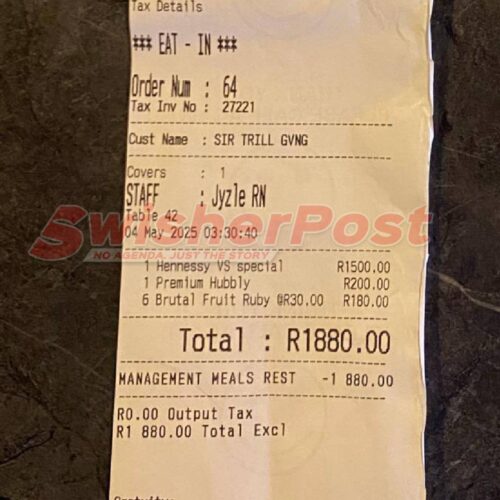 Tax Details
*** EAT - IN ***
Order Num : 64
Tax Inv No : 27221
Cust Name : SIR TRILL GVNG
Covers : 1
STAFF : Jyzle RN
Table 42
04 May 2025 03:30:40
SwisherPost
NO AGENDA. JUST THE STORY
1 Hennessy VS special R1500.00
1 Premium Hubbly R200.00
6 Brutal Fruit Ruby @R30.00 R180.00
Total : R1880.00
MANAGEMENT MEALS REST -1 880.00
R0.00 Output Tax
R1 880.00 Total Excl
Gratuity: